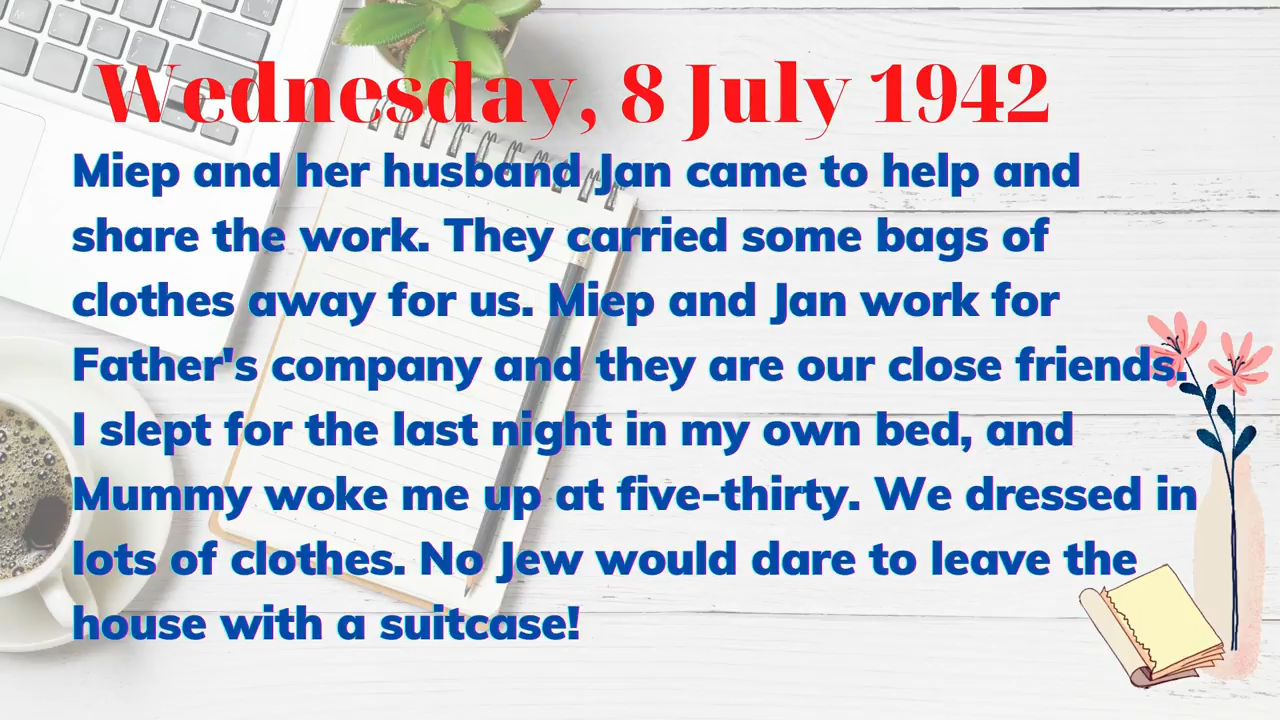 Wednesday, 8 July 1942
Miep and her husband Jan came to help and
share the work. They carried some bags of
clothes away for us. Miep and Jan work for
Father's company and they are our close friends.
I slept for the last night in my own bed, and
Mummy woke me up at five-thirty. We dressed in
lots of clothes. No Jew would dare to leave the
house with a suitcase!